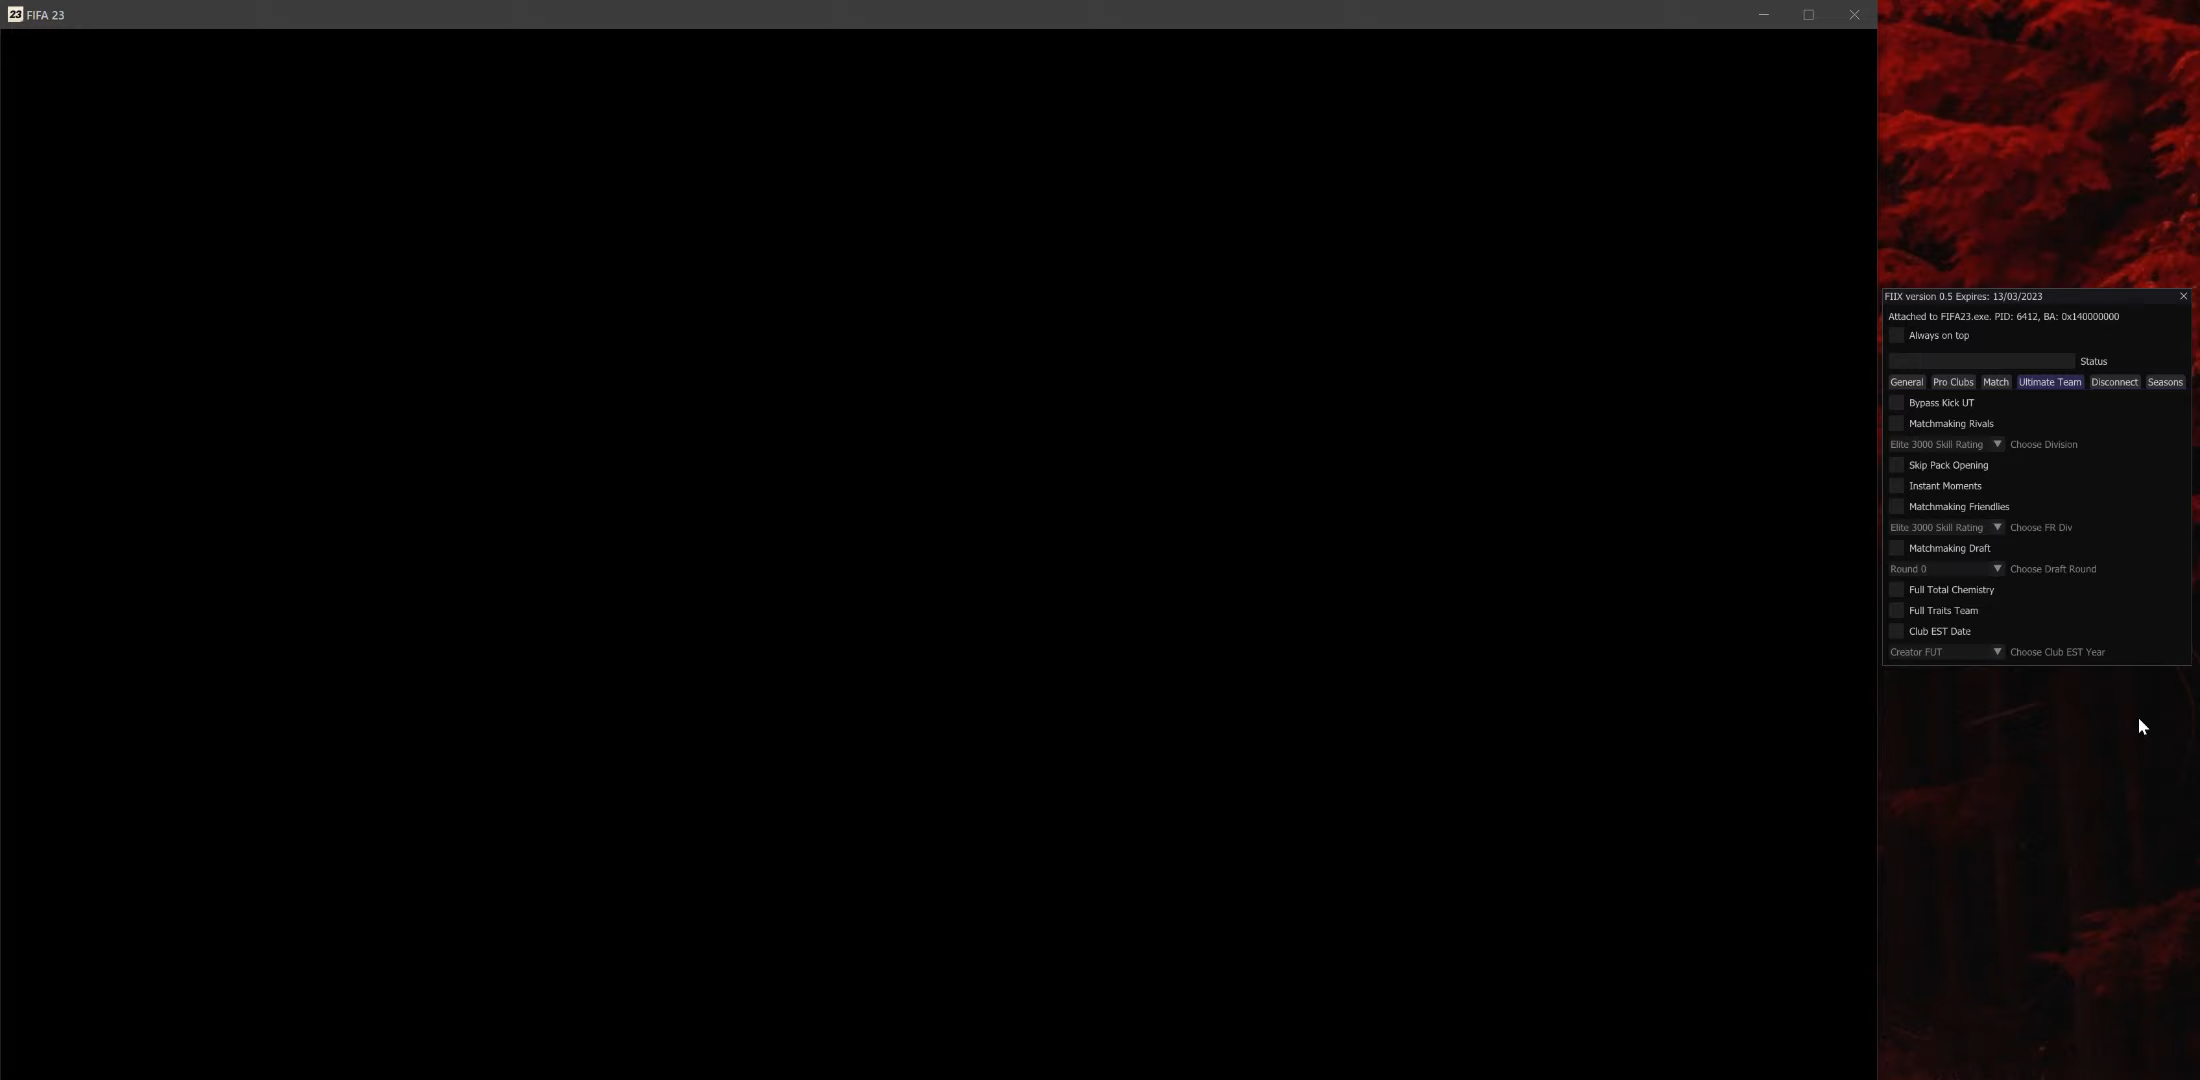 23 FIFA 23
FIIX version 0.5 Expires: 13/03/2023
Attached to FIFA23.exe. PID: 6412, BA: 0x140000000
Always on top
Status
General Pro Clubs Match Ultimate Team Disconnect Seasons
Bypass Kick UT
Matchmaking Rivals
Elite 3000 Skill Rating Choose Division
Skip Pack Opening
Instant Moments
Matchmaking Friendlies
Elite 3000 Skill Rating Choose FR Div
Matchmaking Draft
Round 0 Choose Draft Round
Full Total Chemistry
Full Traits Team
Club EST Date
Creator FUT Choose Club EST Year